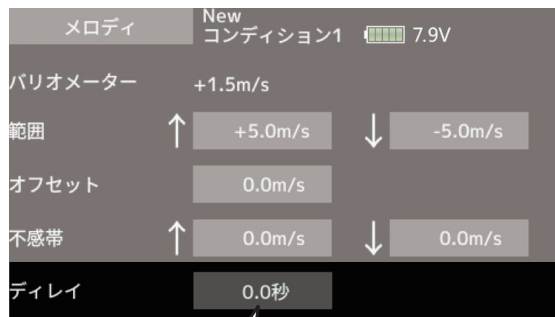 メロディ
New
コンディション1 7.9V
バリオメーター +1.5m/s
範囲 ↑ +5.0m/s ↓ -5.0m/s
オフセット 0.0m/s
不感帯 ↑ 0.0m/s ↓ 0.0m/s
ディレイ 0.0秒